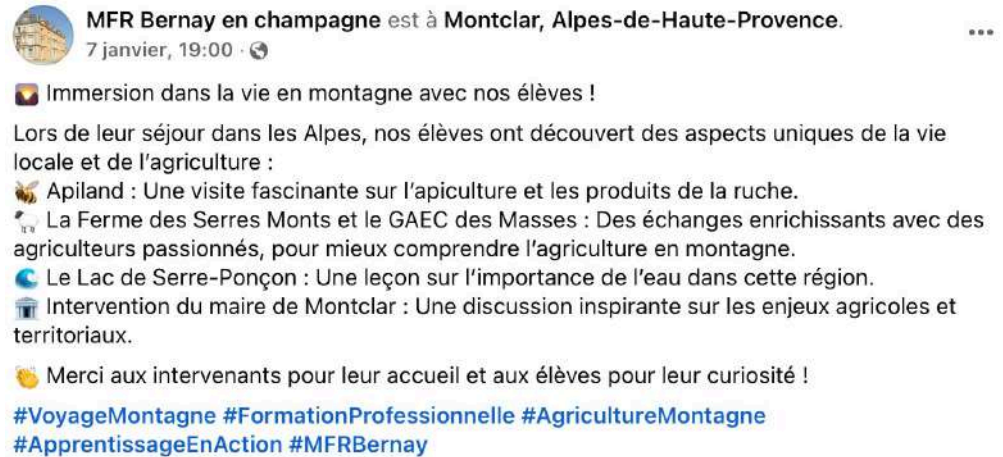 MFR Bernay en champagne est à Montclar, Alpes-de-Haute-Provence.
7 janvier, 19:00 ·
🌄 Immersion dans la vie en montagne avec nos élèves !
Lors de leur séjour dans les Alpes, nos élèves ont découvert des aspects uniques de la vie
locale et de l'agriculture :
🐝 Apiland : Une visite fascinante sur l'apiculture et les produits de la ruche.
🐑 La Ferme des Serres Monts et le GAEC des Masses : Des échanges enrichissants avec des
agriculteurs passionnés, pour mieux comprendre l'agriculture en montagne.
🌊 Le Lac de Serre-Ponçon : Une leçon sur l'importance de l'eau dans cette région.
🏛️ Intervention du maire de Montclar : Une discussion inspirante sur les enjeux agricoles et
territoriaux.
👏 Merci aux intervenants pour leur accueil et aux élèves pour leur curiosité !
#VoyageMontagne #FormationProfessionnelle #AgricultureMontagne
#ApprentissageEnAction #MFRBernay